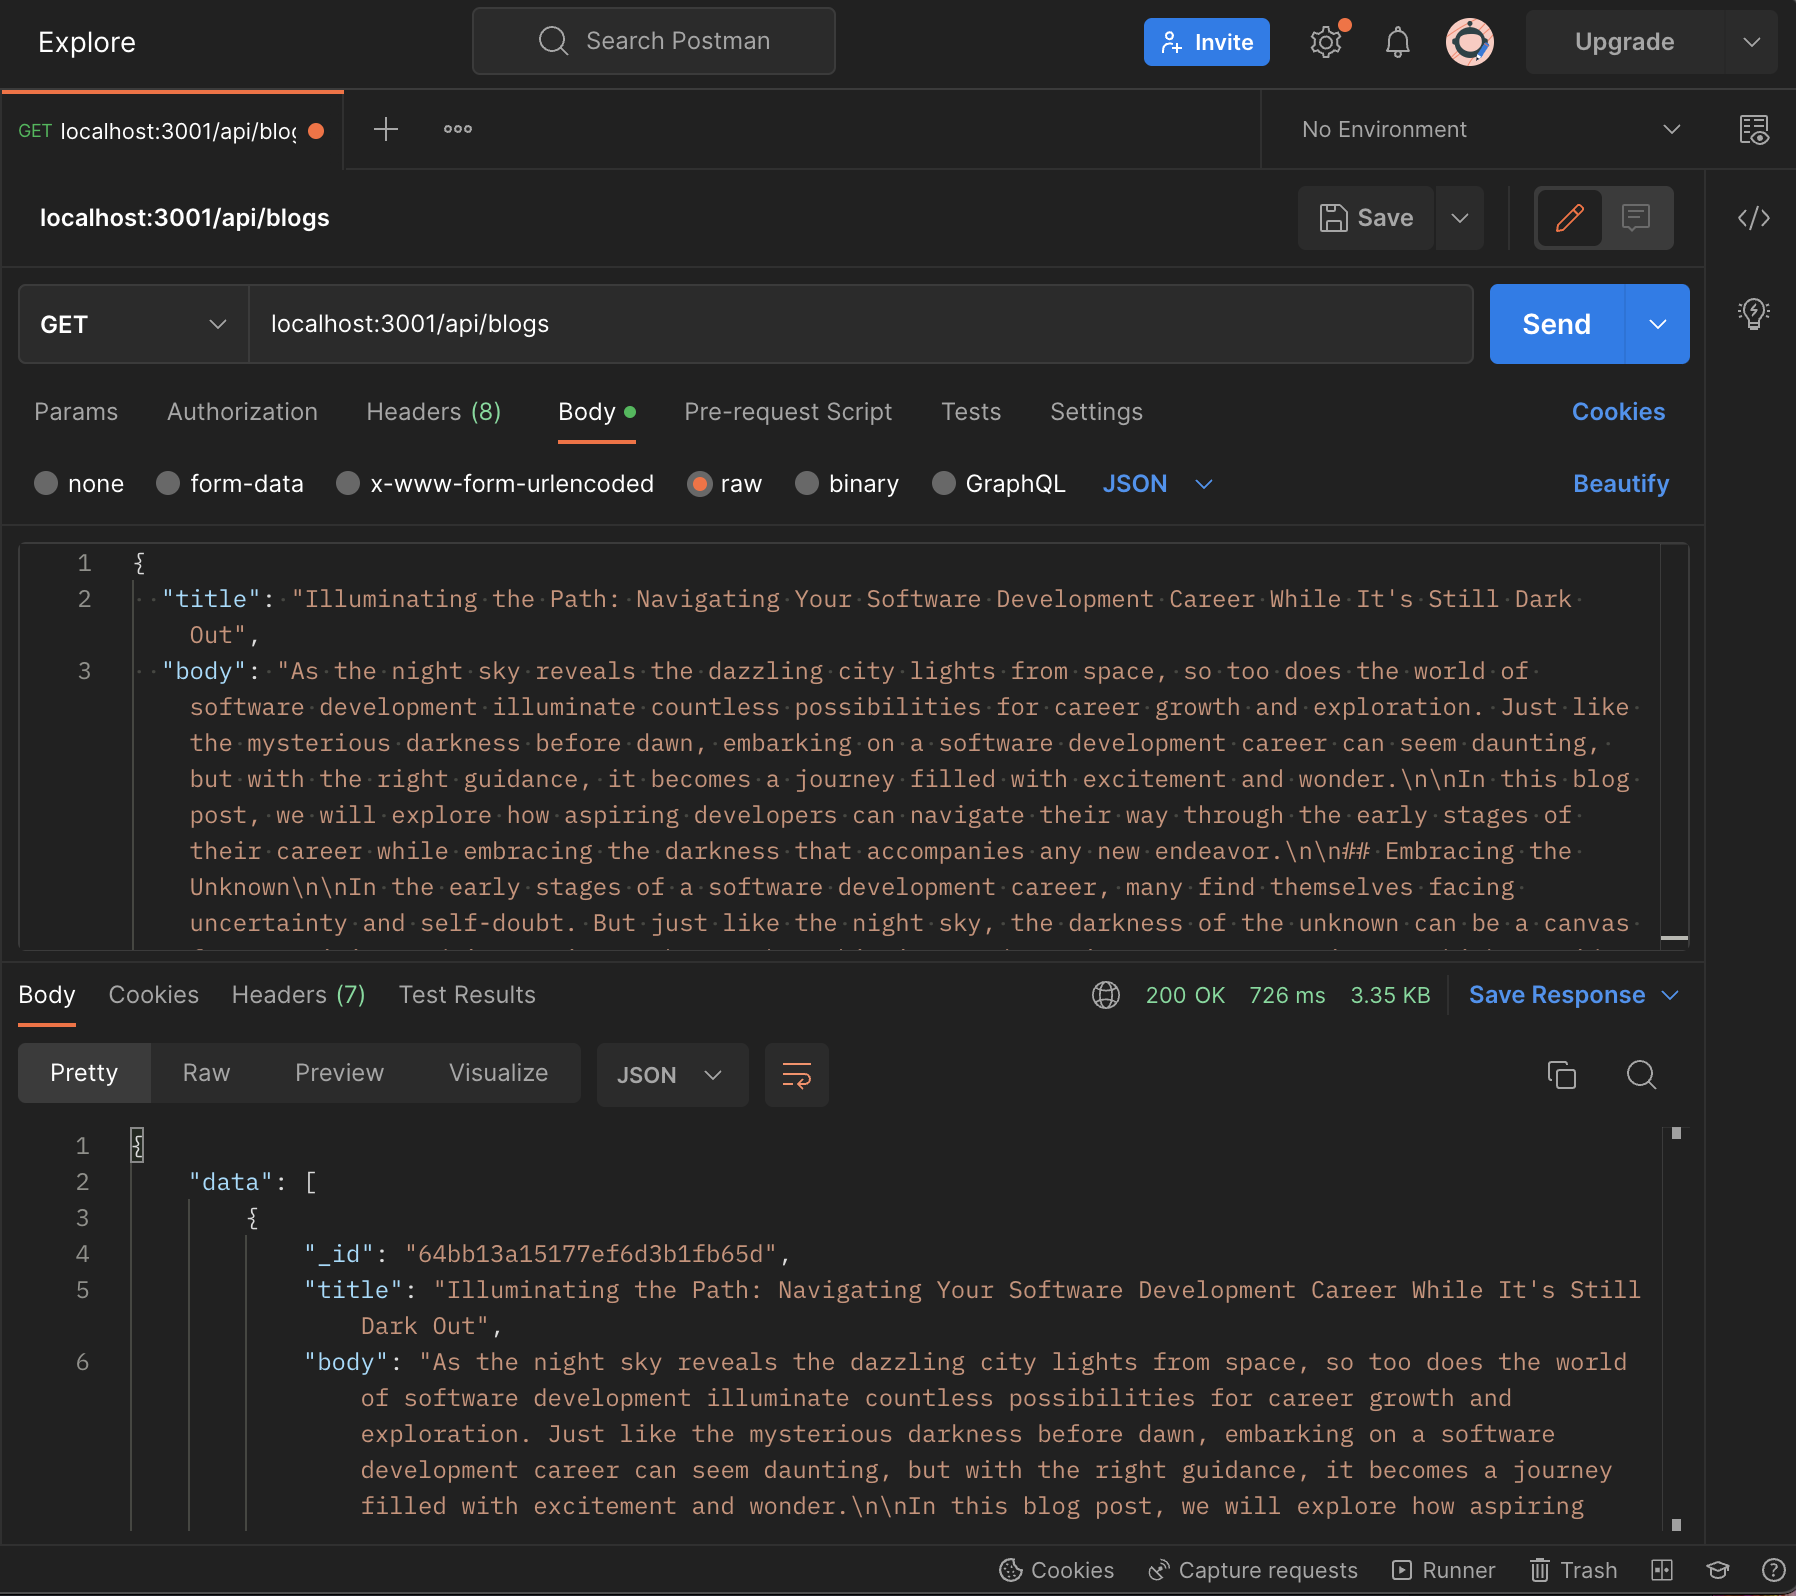 Explore
Search Postman
Invite
Upgrade
GET localhost:3001/api/blog
No Environment
localhost:3001/api/blogs
Save
GET
localhost:3001/api/blogs
Send
Params Authorization Headers (8) Body Pre-request Script Tests Settings Cookies
none form-data x-www-form-urlencoded raw binary GraphQL JSON Beautify
1 {
2 "title": "Illuminating the Path: Navigating Your Software Development Career While It's Still Dark
Out",
3 "body": "As the night sky reveals the dazzling city lights from space, so too does the world of
software development illuminate countless possibilities for career growth and exploration. Just like
the mysterious darkness before dawn, embarking on a software development career can seem daunting,
but with the right guidance, it becomes a journey filled with excitement and wonder.\n\nIn this blog
post, we will explore how aspiring developers can navigate their way through the early stages of
their career while embracing the darkness that accompanies any new endeavor.\n\n## Embracing the
Unknown\n\nIn the early stages of a software development career, many find themselves facing
uncertainty and self-doubt. But just like the night sky, the darkness of the unknown can be a canvas
Body Cookies Headers (7) Test Results 200 OK 726 ms 3.35 KB Save Response
Pretty Raw Preview Visualize JSON
1 {
2 "data": [
3 {
4 "_id": "64bb13a15177ef6d3b1fb65d",
5 "title": "Illuminating the Path: Navigating Your Software Development Career While It's Still
Dark Out",
6 "body": "As the night sky reveals the dazzling city lights from space, so too does the world
of software development illuminate countless possibilities for career growth and
exploration. Just like the mysterious darkness before dawn, embarking on a software
development career can seem daunting, but with the right guidance, it becomes a journey
filled with excitement and wonder.\n\nIn this blog post, we will explore how aspiring
Cookies Capture requests Runner Trash